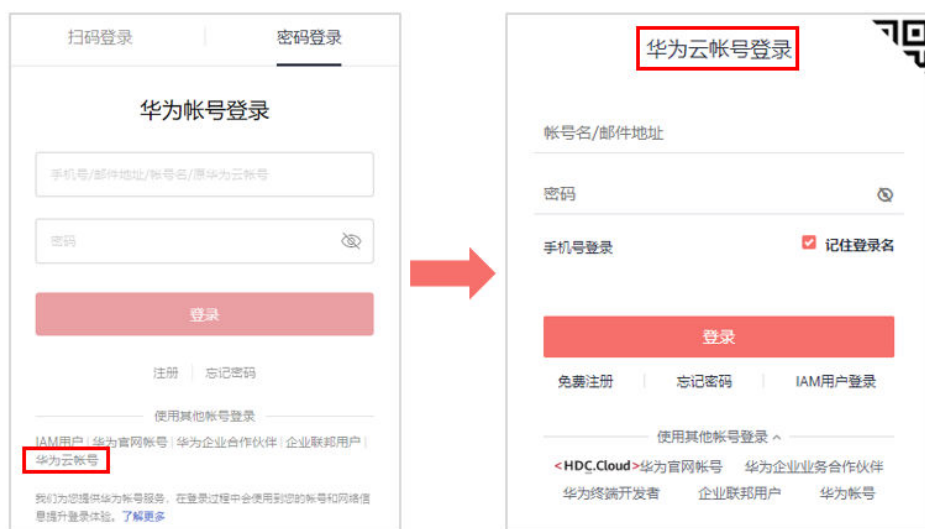 扫码登录
密码登录
华为帐号登录
手机号/邮件地址/帐号名/原华为云帐号
密码
登录
注册 | 忘记密码
使用其他帐号登录
IAM用户 | 华为官网帐号 | 华为企业合作伙伴 | 企业联邦用户 |
华为云帐号
我们为您提供华为帐号服务，在登录过程中会使用到您的帐号和网络信
息提升登录体验。了解更多
华为云帐号登录
帐号名/邮件地址
密码
手机号登录
记住登录名
登录
免费注册 | 忘记密码 | IAM用户登录
使用其他帐号登录
<HDC.Cloud>华为官网帐号 华为企业业务合作伙伴
华为终端开发者 企业联邦用户 华为帐号